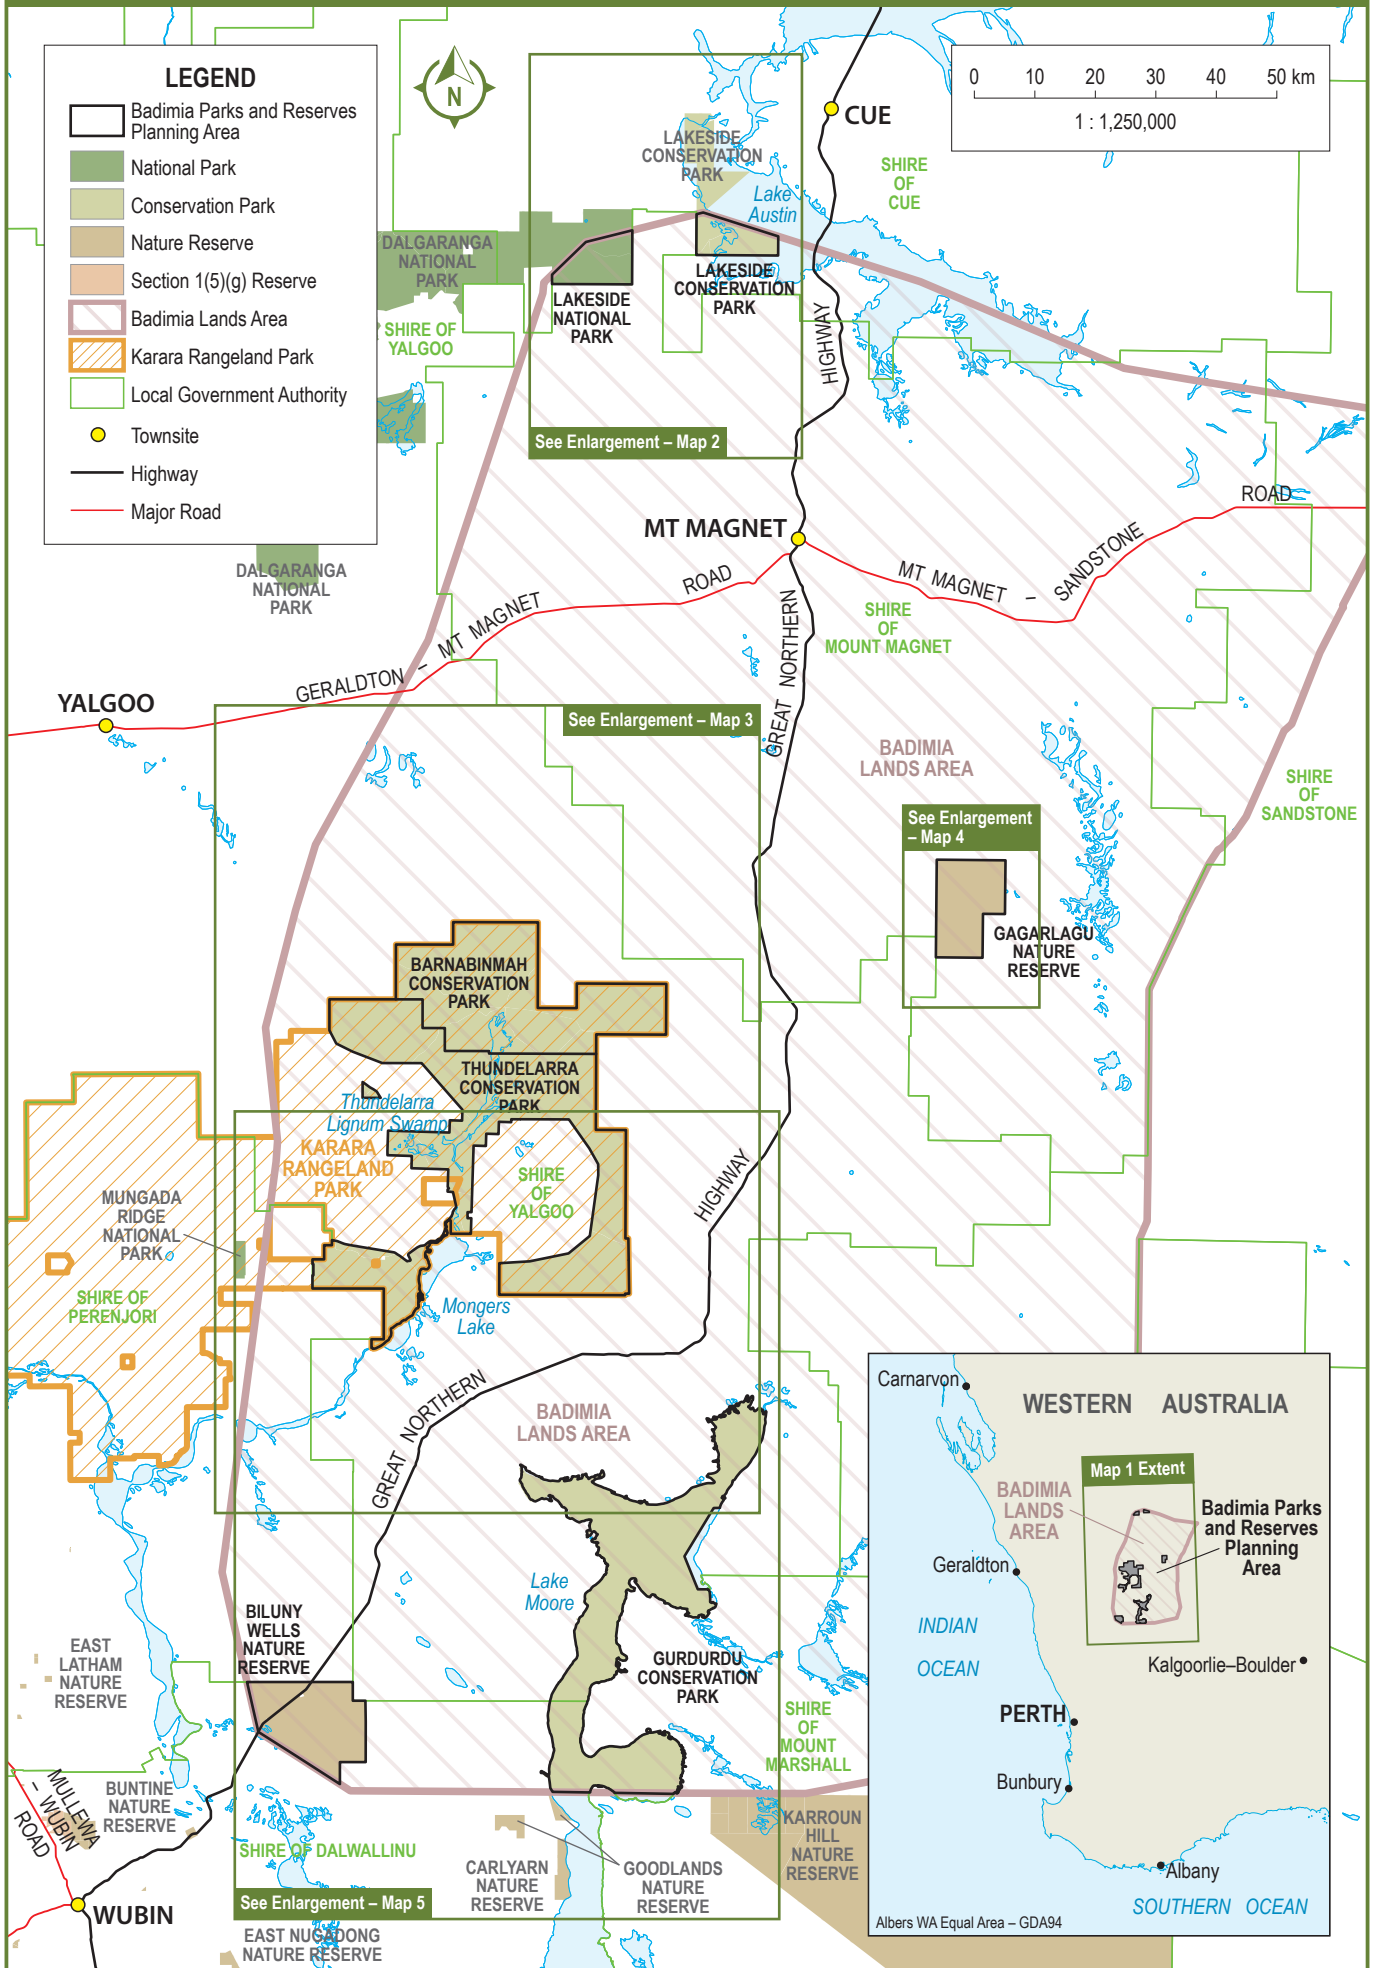 LEGEND
Badimia Parks and Reserves
Planning Area
National Park
Conservation Park
Nature Reserve
Section 1(5)(g) Reserve
Badimia Lands Area
Karara Rangeland Park
Local Government Authority
Townsite
Highway
Major Road
N
0 10 20 30 40 50 km
1 : 1,250,000
CUE
LAKESIDE
CONSERVATION
PARK
SHIRE
OF
CUE
Lake
Austin
DALGARANGA
NATIONAL
PARK
LAKESIDE
NATIONAL
PARK
LAKESIDE
CONSERVATION
PARK
SHIRE OF
YALGOO
HIGHWAY
See Enlargement – Map 2
MT MAGNET
ROAD
MT MAGNET – SANDSTONE
ROAD
DALGARANGA
NATIONAL
PARK
GERALDTON – MT MAGNET
SHIRE
OF
MOUNT MAGNET
GREAT NORTHERN
YALGOO
See Enlargement – Map 3
BADIMIA
LANDS AREA
SHIRE
OF
SANDSTONE
See Enlargement
– Map 4
GAGARLAGU
NATURE
RESERVE
BARNABINMAH
CONSERVATION
PARK
THUNDELARRA
CONSERVATION
PARK
Thundelarra
Lignum Swamp
KARARA
RANGELAND
PARK
SHIRE
OF
YALGOO
HIGHWAY
MUNGADA
RIDGE
NATIONAL
PARK
SHIRE OF
PERENJORI
Mongers
Lake
GREAT NORTHERN
BADIMIA
LANDS AREA
Lake
Moore
BILUNY
WELLS
NATURE
RESERVE
EAST
LATHAM
NATURE
RESERVE
GURDURDU
CONSERVATION
PARK
SHIRE
OF
MOUNT
MARSHALL
MULLEWA
– WUBIN
ROAD
BUNTINE
NATURE
RESERVE
SHIRE OF DALWALLINU
CARLYARN
NATURE
RESERVE
GOODLANDS
NATURE
RESERVE
KARROUN
HILL
NATURE
RESERVE
See Enlargement – Map 5
WUBIN
EAST NUGADONG
NATURE RESERVE
Carnarvon
WESTERN AUSTRALIA
Map 1 Extent
BADIMIA
LANDS
AREA
Badimia Parks
and Reserves
Planning
Area
Geraldton
INDIAN
OCEAN
Kalgoorlie–Boulder
PERTH
Bunbury
Albany
SOUTHERN OCEAN
Albers WA Equal Area – GDA94